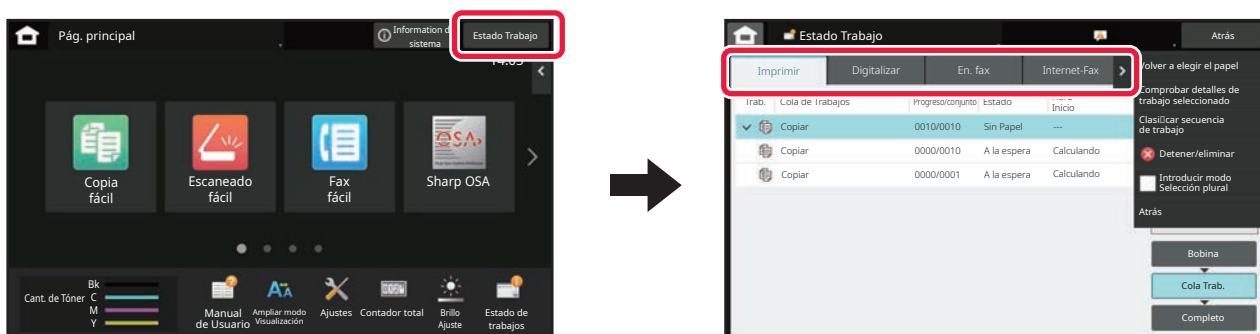 Pág. principal
Information d
sistema
Estado Trabajo
14:05
Copia
fácil
Escaneado
fácil
Fax
fácil
OSA
Sharp OSA
Cant. de Tóner
Bk
C
M
Y
Manual
de Usuario
Ampliar modo
Visualización
Ajustes
Contador total
Brillo
Ajuste
Estado de
trabajos
Estado Trabajo
Atrás
Imprimir
Digitalizar
En. fax
Internet-Fax
Volver a elegir el papel
Comprobar detalles de
trabajo seleccionado
Clasi▯car secuencia
de trabajo
Detener/eliminar
Introducir modo
Selección plural
Atrás
Trab. Cola de Trabajos Progreso/conjunto Estado Hora
Inicio
Copiar 0010/0010 Sin Papel ---
Copiar 0000/0010 A la espera Calculando
Copiar 0000/0001 A la espera Calculando
Bobina
Cola Trab.
Completo